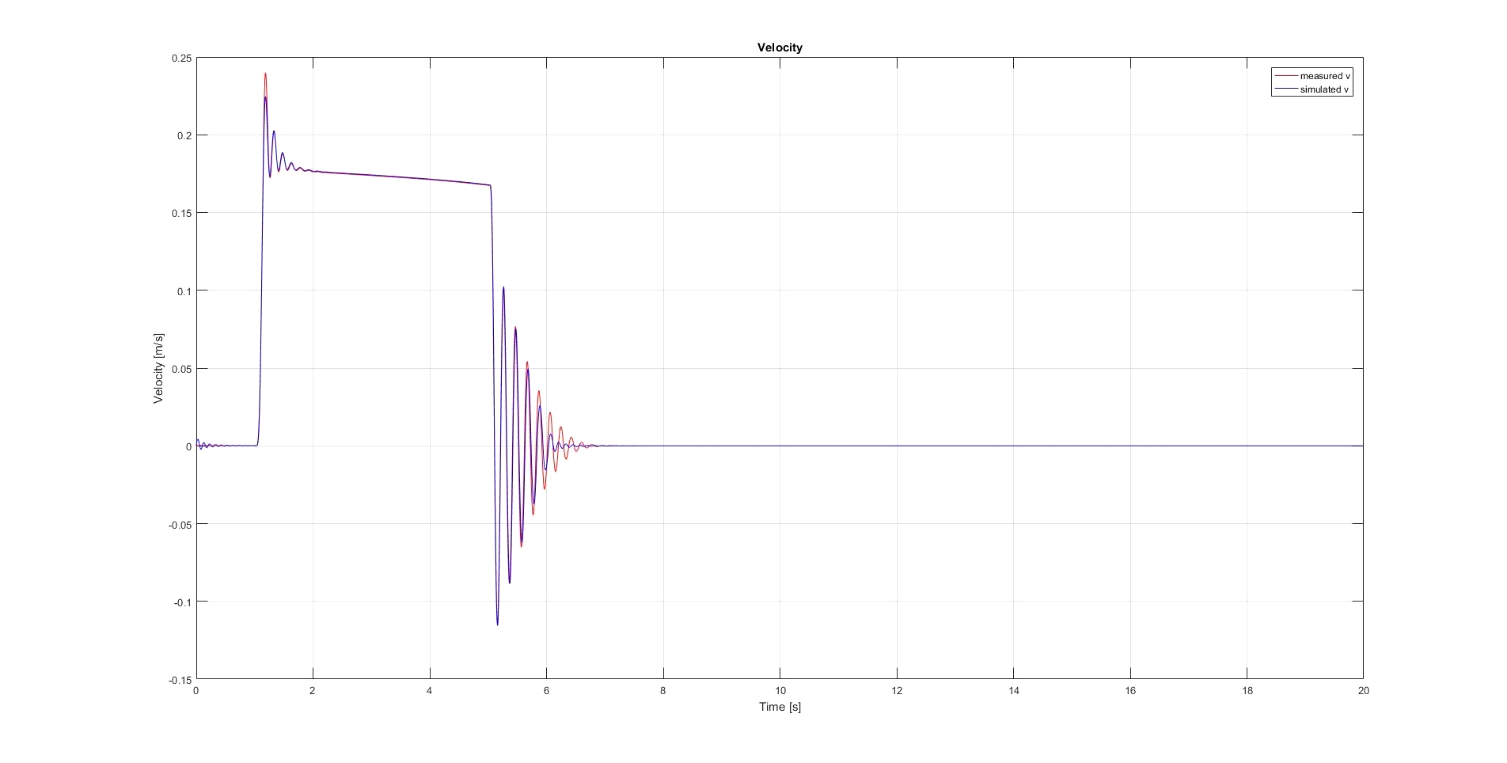 Velocity
measured v
simulated v
Velocity [m/s]
0.25
0.2
0.15
0.1
0.05
0
-0.05
-0.1
-0.15
0 2 4 6 8 10 12 14 16 18 20
Time [s]